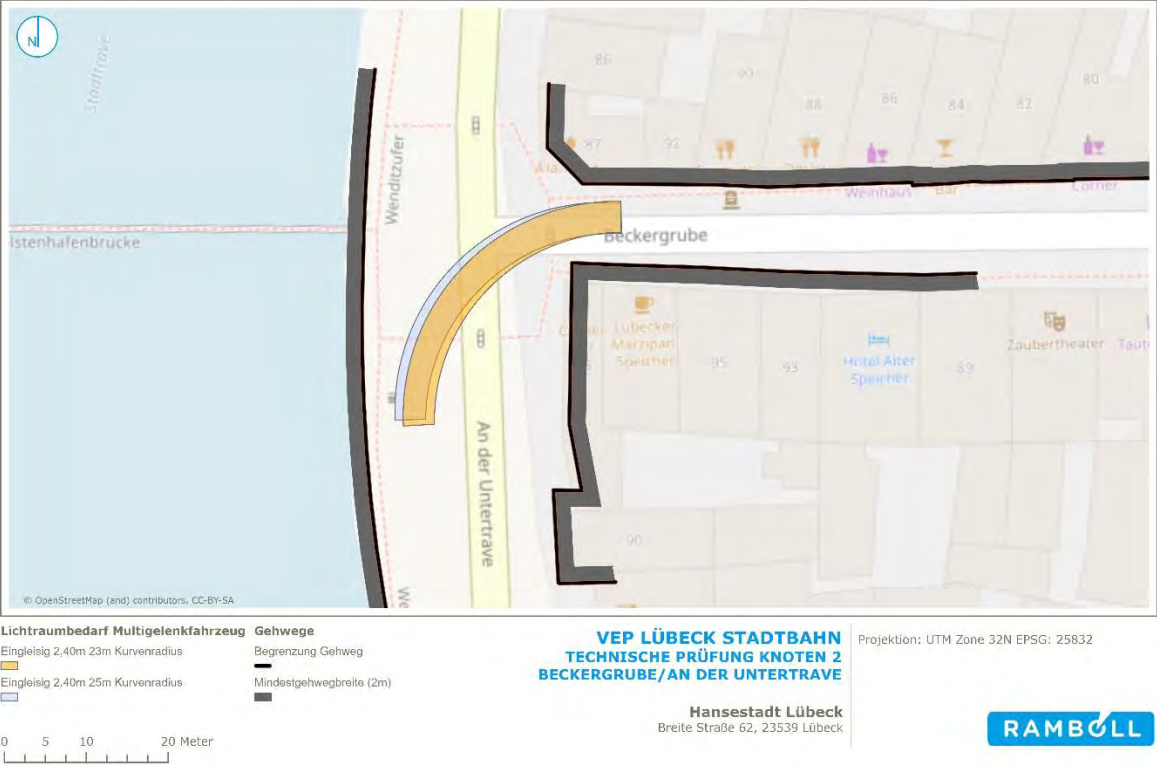 N
Stadttrave
86
90
88
86
84
82
80
87
92
Weinhaus
Bar
Corner
Wenditzufer
Beckergrube
Lübecker
Marzipan
Speicher
95
93
Hotel Alter
Speicher
89
Zaubertheater
An der Untertrave
90
We
© OpenStreetMap (and) contributors, CC-BY-SA
Lichtraumbedarf Multigelenkfahrzeug
Eingleisig 2,40m 23m Kurvenradius
Eingleisig 2,40m 25m Kurvenradius
Gehwege
Begrenzung Gehweg
Mindestgehwegbreite (2m)
0 5 10 20 Meter
VEP LÜBECK STADTBAHN
TECHNISCHE PRÜFUNG KNOTEN 2
BECKERGRUBE/AN DER UNTERTRAVE
Hansestadt Lübeck
Breite Straße 62, 23539 Lübeck
Projektion: UTM Zone 32N EPSG: 25832
RAMBOLL